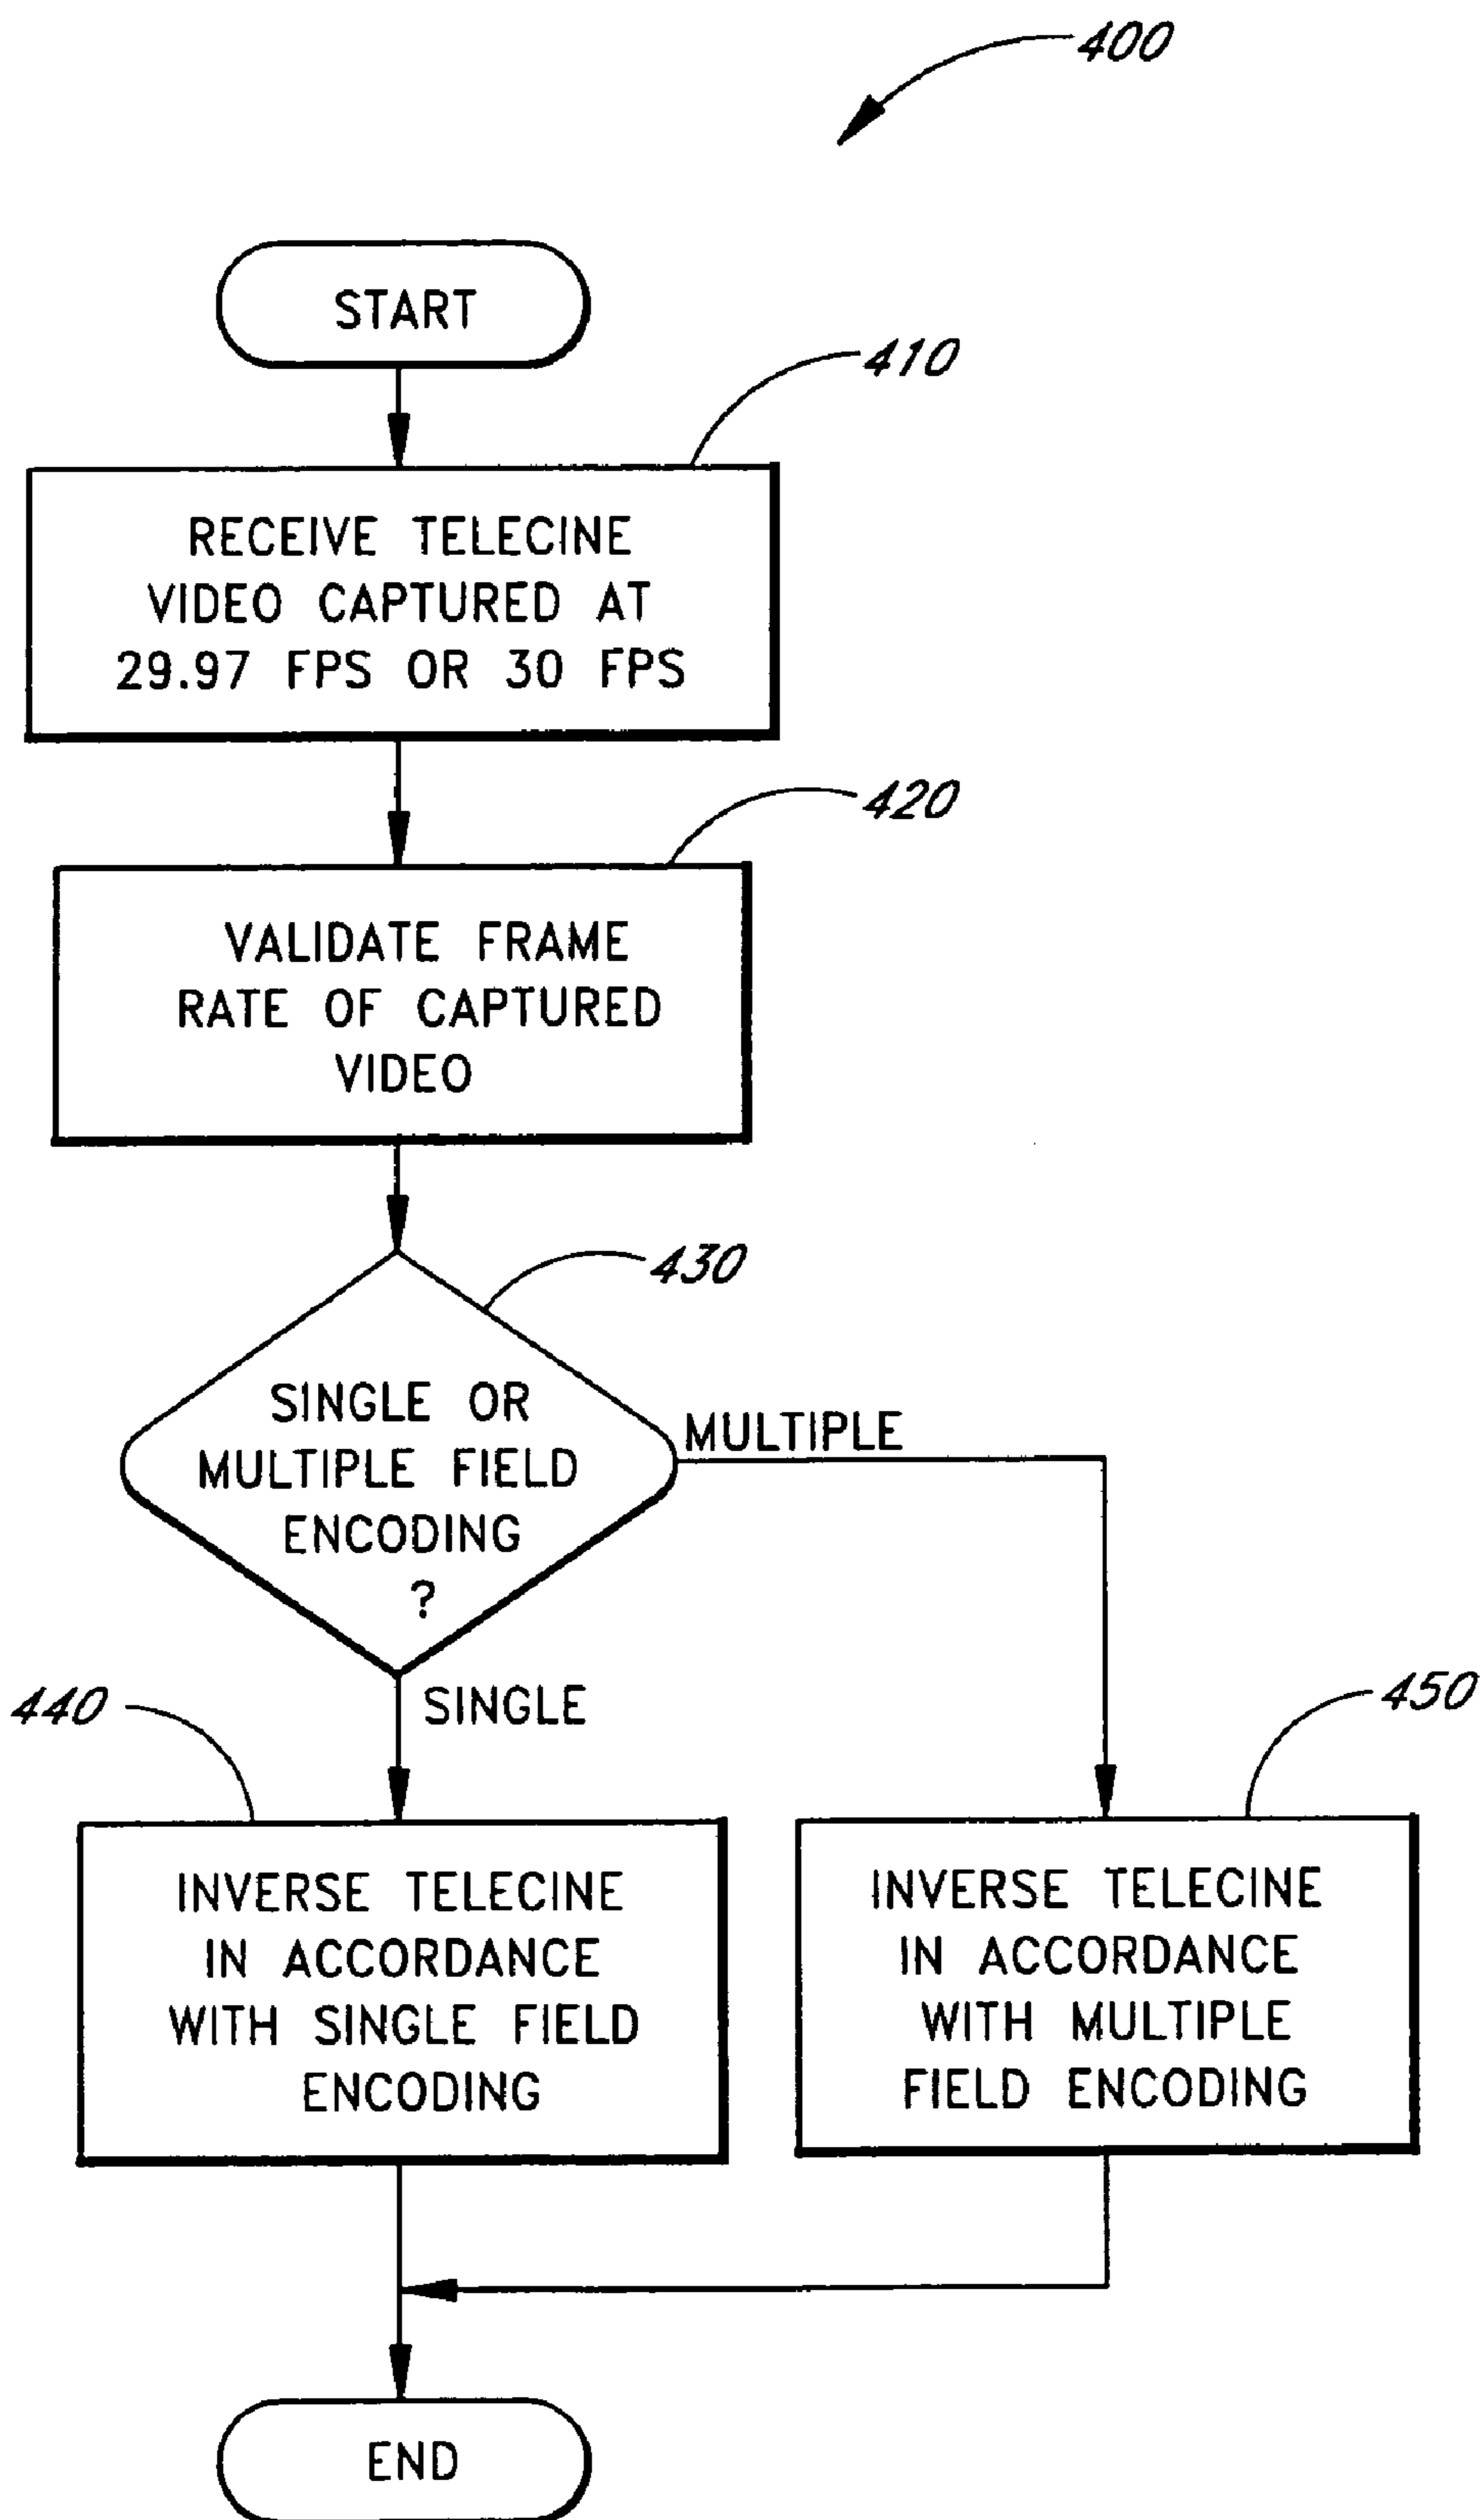 400
START
410
RECEIVE TELECINE
VIDEO CAPTURED AT
29.97 FPS OR 30 FPS
420
VALIDATE FRAME
RATE OF CAPTURED
VIDEO
430
SINGLE OR
MULTIPLE FIELD
ENCODING
?
MULTIPLE
SINGLE
440
INVERSE TELECINE
IN ACCORDANCE
WITH SINGLE FIELD
ENCODING
450
INVERSE TELECINE
IN ACCORDANCE
WITH MULTIPLE
FIELD ENCODING
END